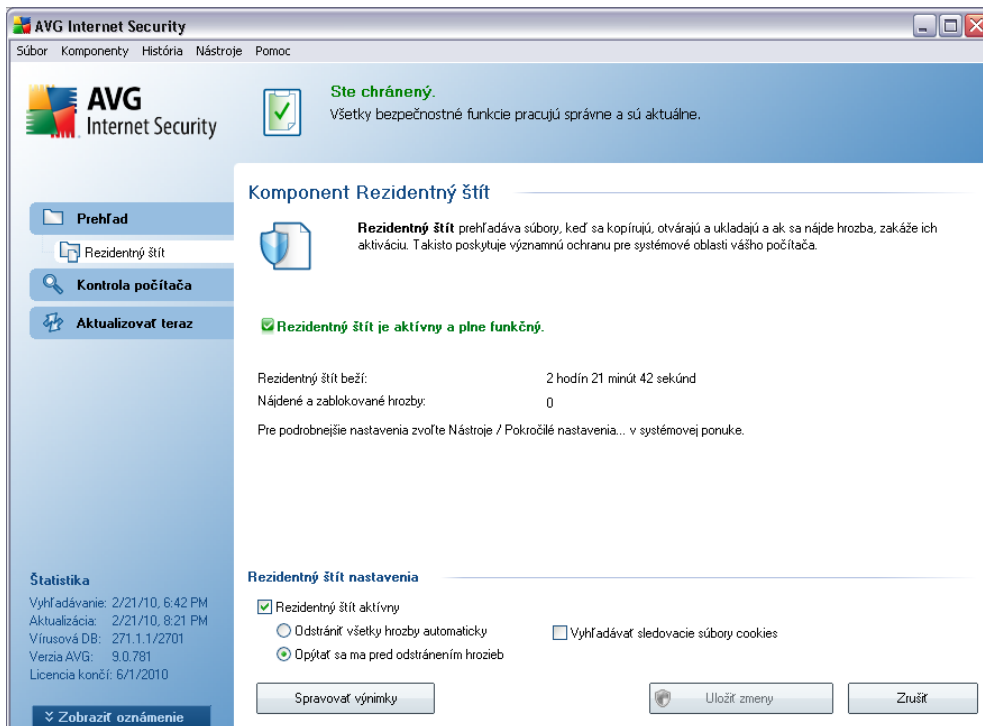 AVG Internet Security
Súbor Komponenty História Nástroje Pomoc
AVG
Internet Security
Ste chránený.
Všetky bezpečnostné funkcie pracujú správne a sú aktuálne.
Prehľad
Rezidentný štít
Kontrola počítača
Aktualizovať teraz
Komponent Rezidentný štít
Rezidentný štít prehľadáva súbory, keď sa kopírujú, otvárajú a ukladajú a ak sa nájde hrozba, zakáže ich
aktiváciu. Takisto poskytuje významnú ochranu pre systémové oblasti vášho počítača.
Rezidentný štít je aktívny a plne funkčný.
Rezidentný štít beží: 2 hodín 21 minút 42 sekúnd
Nájdené a zablokované hrozby: 0
Pre podrobnejšie nastavenia zvoľte Nástroje / Pokročilé nastavenia... v systémovej ponuke.
Štatistika
Vyhľadávanie: 2/21/10, 6:42 PM
Aktualizácia: 2/21/10, 8:21 PM
Vírusová DB: 271.1.1/2701
Verzia AVG: 9.0.781
Licencia končí: 6/1/2010
Zobraziť oznámenie
Rezidentný štít nastavenia
Rezidentný štít aktívny
Odstrániť všetky hrozby automaticky
Vyhľadávať sledovacie súbory cookies
Opýtať sa ma pred odstránením hrozieb
Spravovať výnimky
Uložiť zmeny
Zrušiť